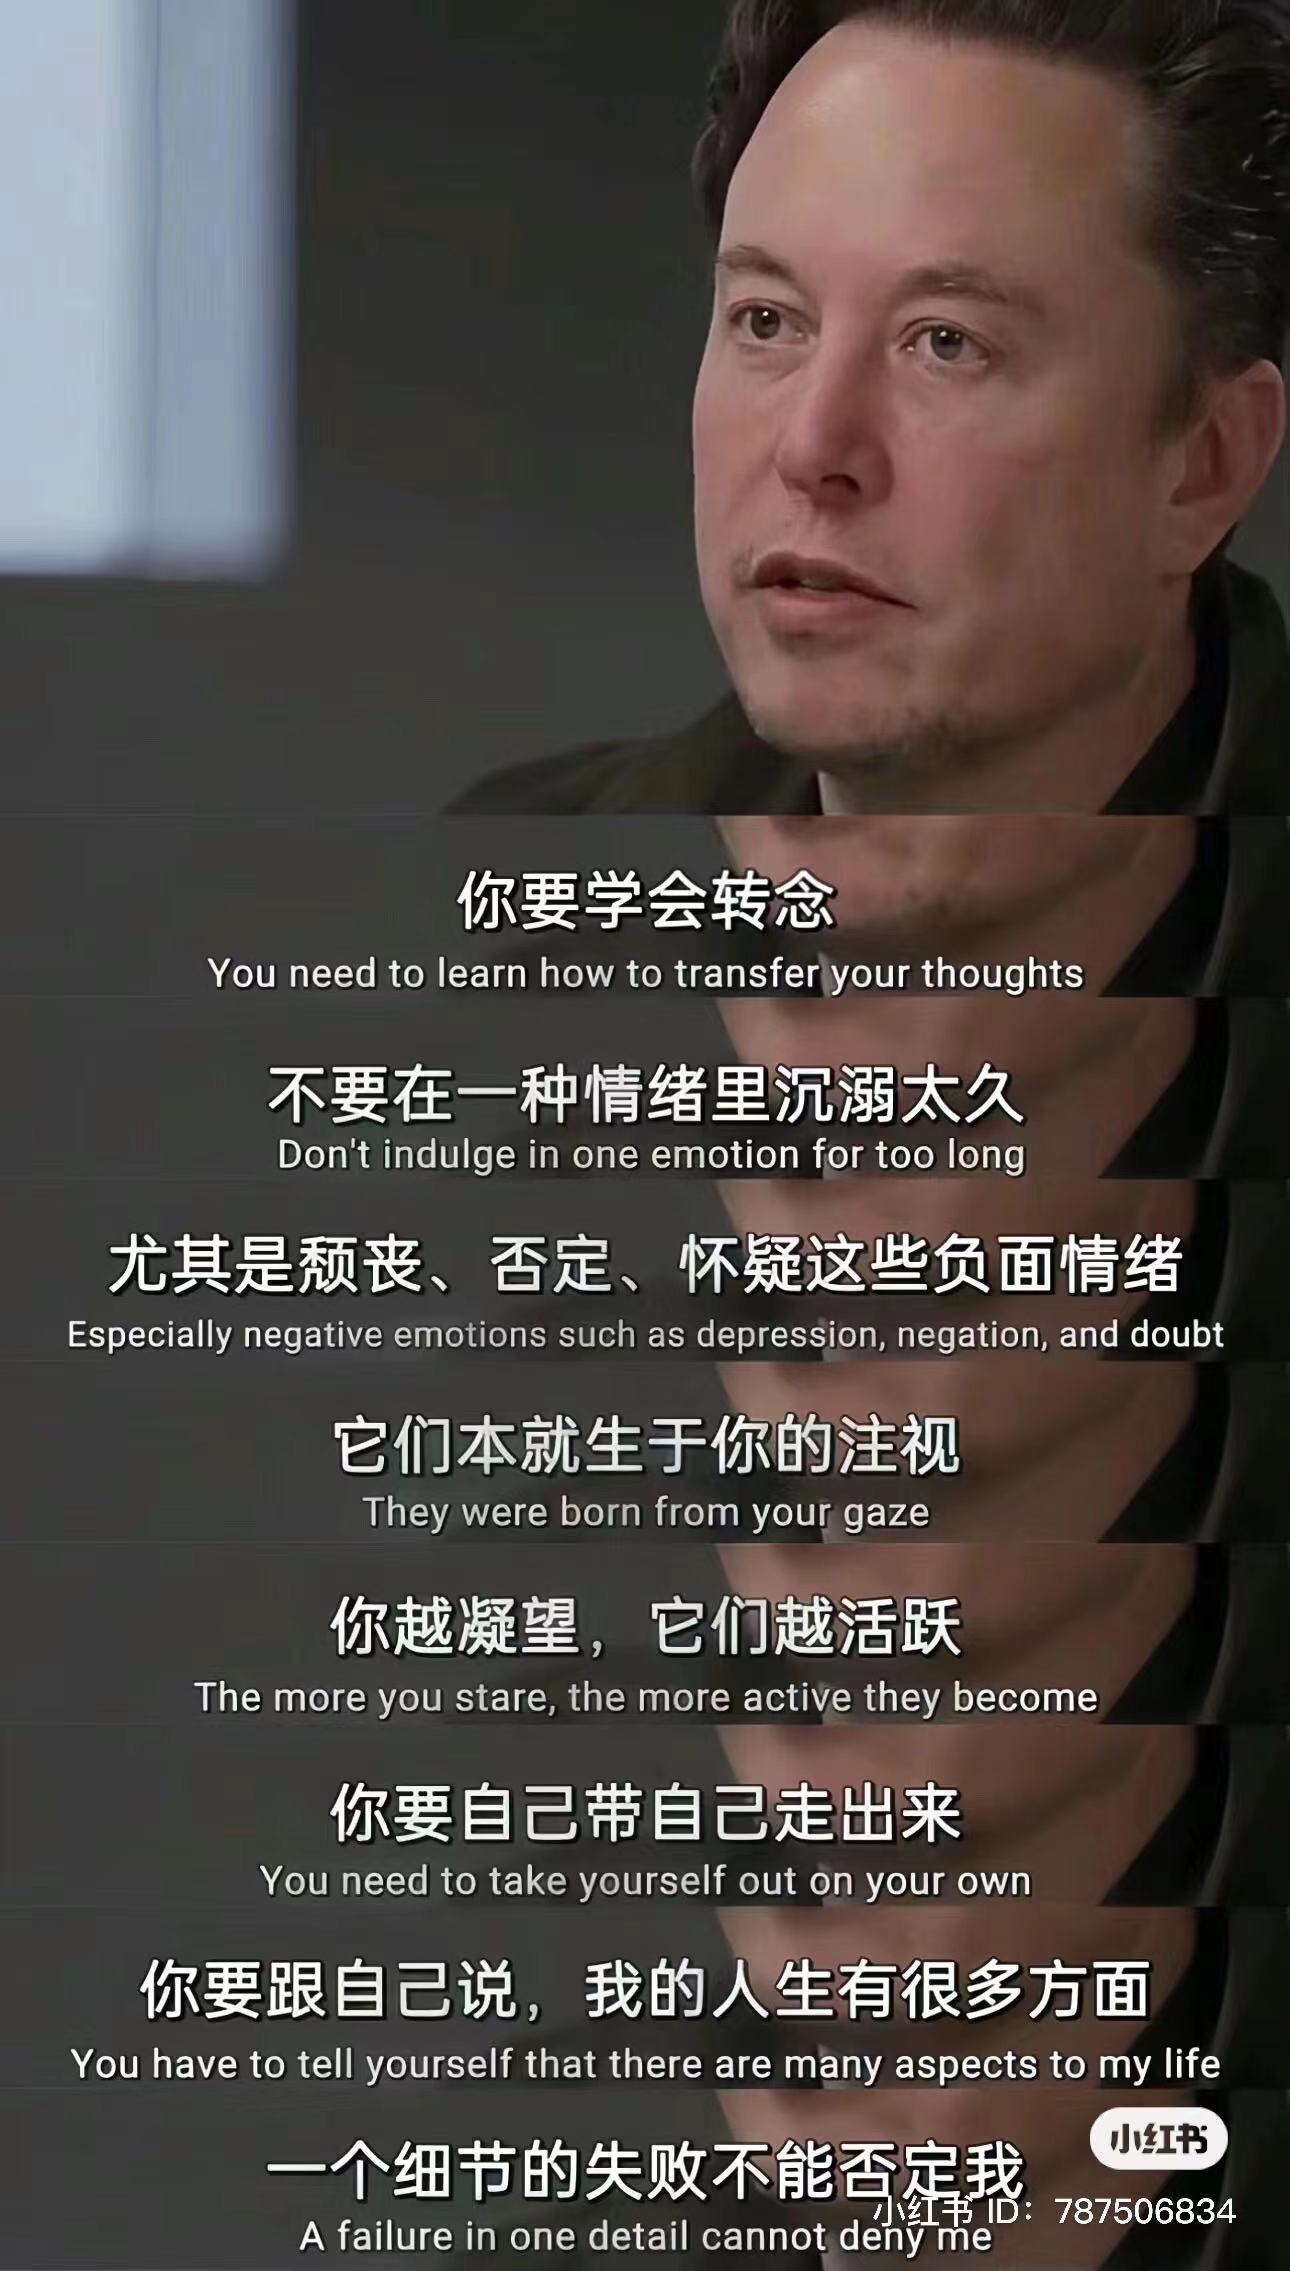 你要学会转念
You need to learn how to transfer your thoughts
不要在一种情绪里沉溺太久
Don't indulge in one emotion for too long
尤其是颓丧、否定、怀疑这些负面情绪
Especially negative emotions such as depression, negation, and doubt
它们本就生于你的注视
They were born from your gaze
你越凝望，它们越活跃
The more you stare, the more active they become
你要自己带自己走出来
You need to take yourself out on your own
你要跟自己说，我的人生有很多方面
You have to tell yourself that there are many aspects to my life
小红书
一个细节的失败不能否定我
小红书 ID：787506834
A failure in one detail cannot deny me